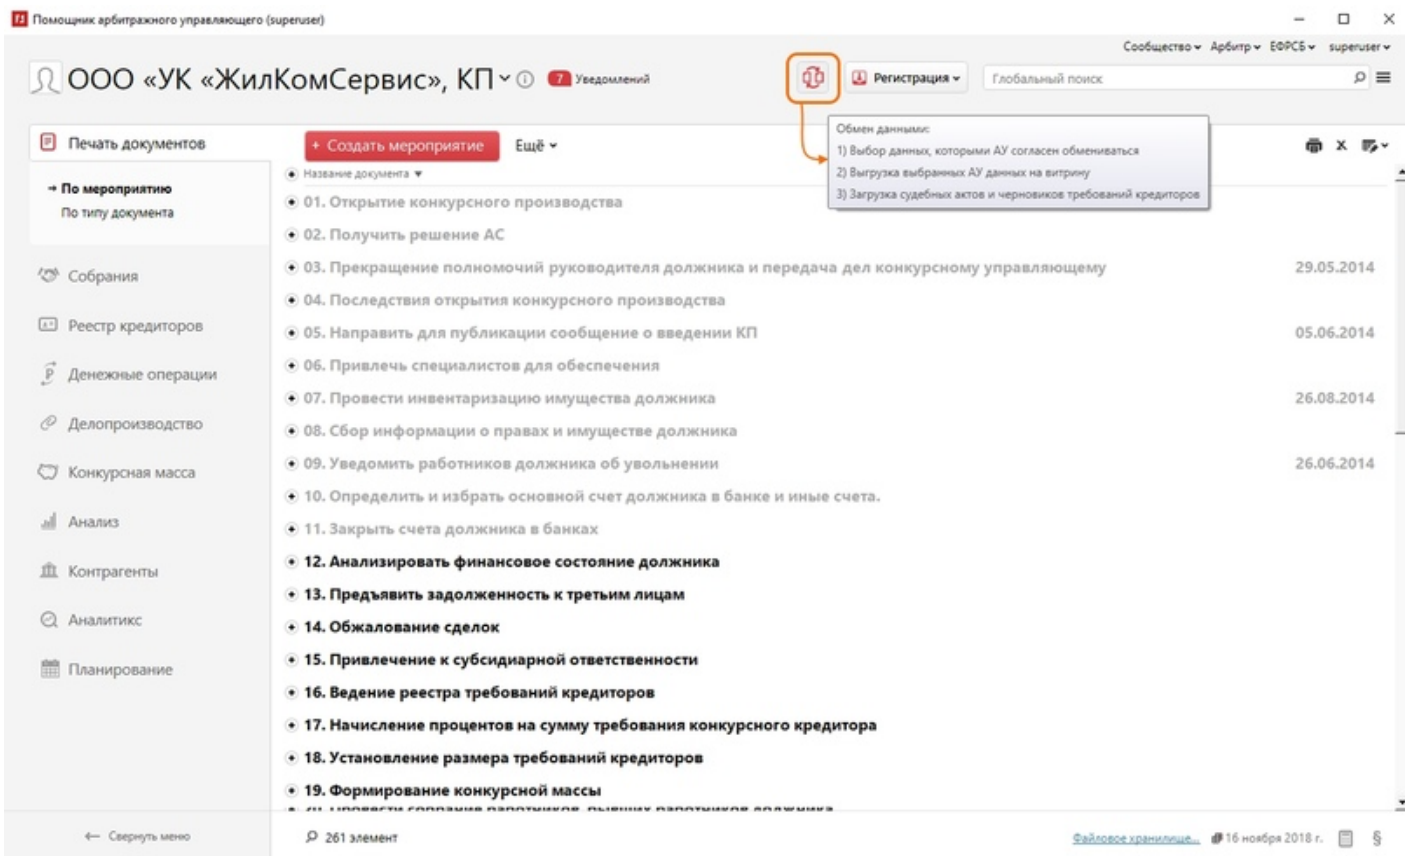 Помощник арбитражного управляющего (superuser)
Сообщество Арбитр ЕФРСБ superuser
ООО «УК «ЖилКомСервис», КП 7 Уведомлений Регистрация Глобальный поиск
Печать документов
По мероприятию
По типу документа
Собрания
Реестр кредиторов
Денежные операции
Делопроизводство
Конкурсная масса
Анализ
Контрагенты
Аналитикс
Планирование
← Свернуть меню
+ Создать мероприятие Ещё
Обмен данными:
1) Выбор данных, которыми АУ согласен обмениваться
2) Выгрузка выбранных АУ данных на витрину
3) Загрузка судебных актов и черновиков требований кредиторов
Название документа
01. Открытие конкурсного производства
02. Получить решение АС
03. Прекращение полномочий руководителя должника и передача дел конкурсному управляющему 29.05.2014
04. Последствия открытия конкурсного производства
05. Направить для публикации сообщение о введении КП 05.06.2014
06. Привлечь специалистов для обеспечения
07. Провести инвентаризацию имущества должника 26.08.2014
08. Сбор информации о правах и имуществе должника
09. Уведомить работников должника об увольнении 26.06.2014
10. Определить и избрать основной счет должника в банке и иные счета.
11. Закрыть счета должника в банках
12. Анализировать финансовое состояние должника
13. Предъявить задолженность к третьим лицам
14. Обжалование сделок
15. Привлечение к субсидиарной ответственности
16. Ведение реестра требований кредиторов
17. Начисление процентов на сумму требования конкурсного кредитора
18. Установление размера требований кредиторов
19. Формирование конкурсной массы
261 элемент Файловое хранилище... 16 ноября 2018 г. §